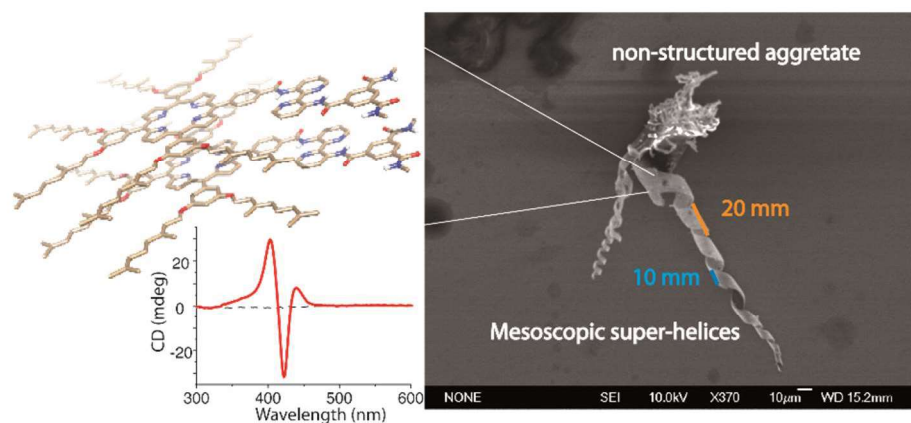 non-structured aggretate
20 mm
10 mm
Mesoscopic super-helices
NONE SEI 10.0kV X370 10μm WD 15.2mm
CD (mdeg)
20
0
-20
300 400 500 600
Wavelength (nm)